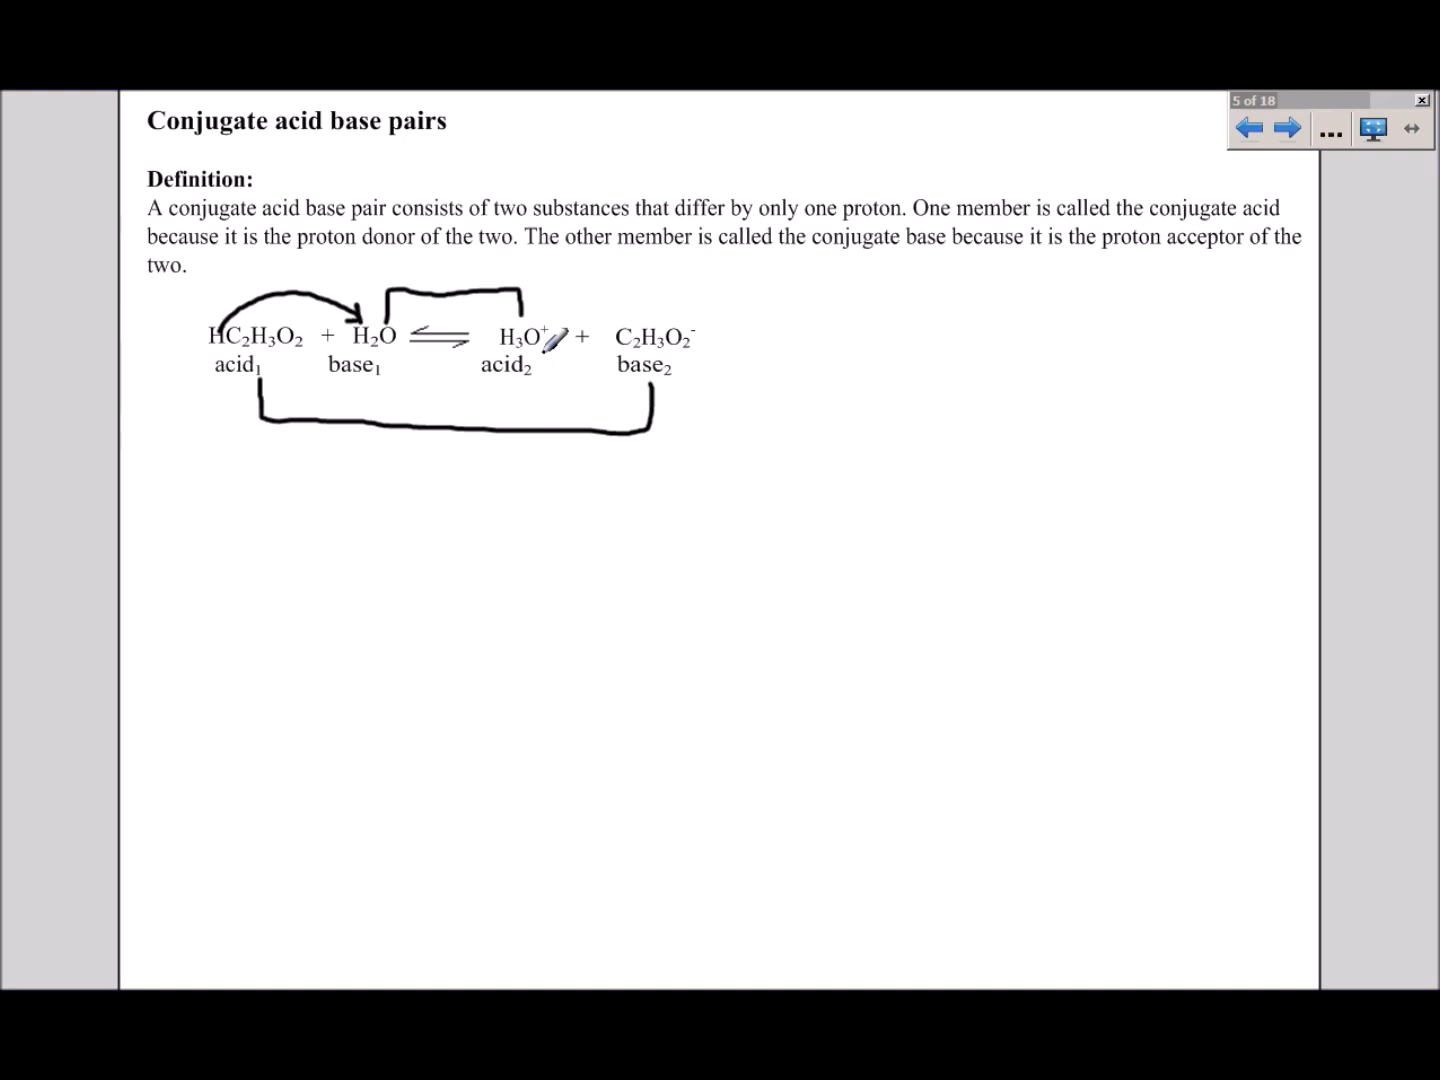 5 of 18
Conjugate acid base pairs
Definition:
A conjugate acid base pair consists of two substances that differ by only one proton. One member is called the conjugate acid
because it is the proton donor of the two. The other member is called the conjugate base because it is the proton acceptor of the
two.
HC₂H₃O₂ + H₂O ⇌ H₃O⁺ + C₂H₃O₂⁻
acid₁ base₁ acid₂ base₂